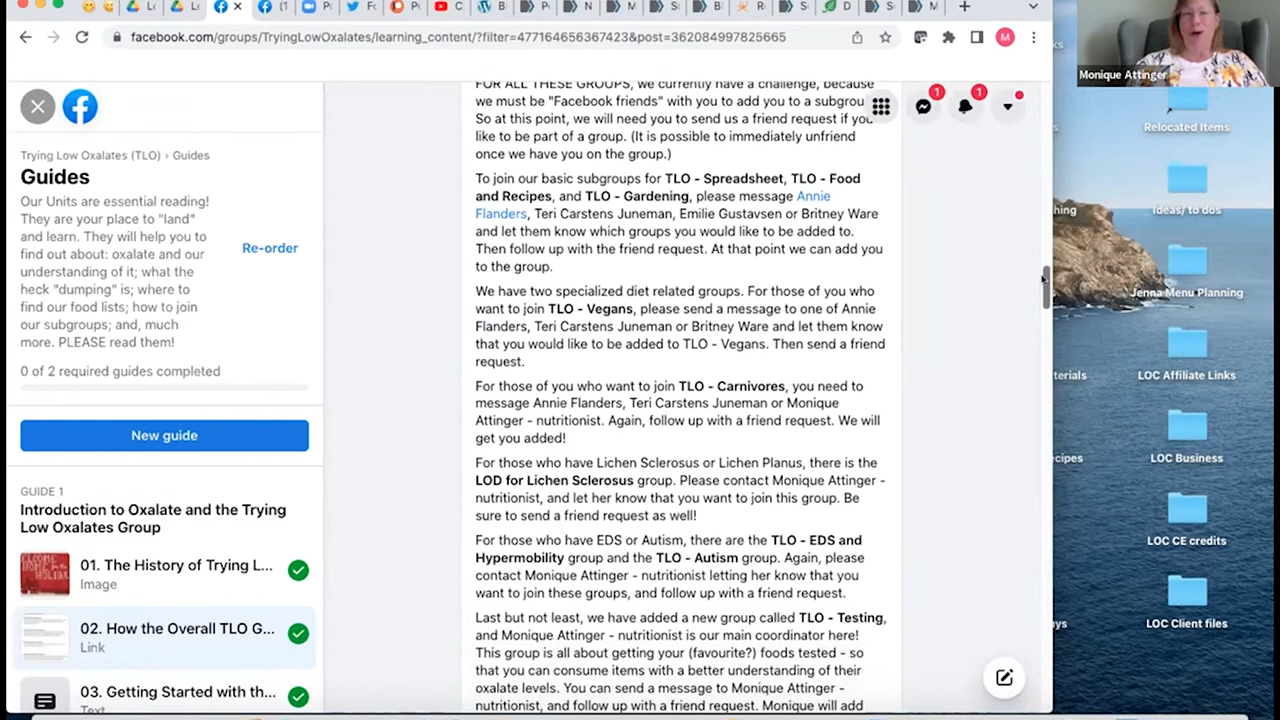 facebook.com/groups/TryingLowOxalates/learning_content/?filter=477164656367423&post=362084997825665
M
Monique Attinger
Trying Low Oxalates (TLO) › Guides
Guides
Our Units are essential reading!
They are your place to "land"
and learn. They will help you to
find out about: oxalate and our
understanding of it; what the
heck "dumping" is; where to
find our food lists; how to join
our subgroups; and, much
more. PLEASE read them!
Re-order
0 of 2 required guides completed
New guide
GUIDE 1
Introduction to Oxalate and the Trying
Low Oxalates Group
01. The History of Trying L...
Image
02. How the Overall TLO G...
Link
03. Getting Started with th...
Text
FOR ALL THESE GROUPS, we currently have a challenge, because
we must be "Facebook friends" with you to add you to a subgrou
So at this point, we will need you to send us a friend request if you
like to be part of a group. (It is possible to immediately unfriend
once we have you on the group.)
To join our basic subgroups for TLO - Spreadsheet, TLO - Food
and Recipes, and TLO - Gardening, please message Annie
Flanders, Teri Carstens Juneman, Emilie Gustavsen or Britney Ware
and let them know which groups you would like to be added to.
Then follow up with the friend request. At that point we can add you
to the group.
We have two specialized diet related groups. For those of you who
want to join TLO - Vegans, please send a message to one of Annie
Flanders, Teri Carstens Juneman or Britney Ware and let them know
that you would like to be added to TLO - Vegans. Then send a friend
request.
For those of you who want to join TLO - Carnivores, you need to
message Annie Flanders, Teri Carstens Juneman or Monique
Attinger - nutritionist. Again, follow up with a friend request. We will
get you added!
For those who have Lichen Sclerosus or Lichen Planus, there is the
LOD for Lichen Sclerosus group. Please contact Monique Attinger -
nutritionist, and let her know that you want to join this group. Be
sure to send a friend request as well!
For those who have EDS or Autism, there are the TLO - EDS and
Hypermobility group and the TLO - Autism group. Again, please
contact Monique Attinger - nutritionist letting her know that you
want to join these groups, and follow up with a friend request.
Last but not least, we have added a new group called TLO - Testing,
and Monique Attinger - nutritionist is our main coordinator here!
This group is all about getting your (favourite?) foods tested - so
that you can consume items with a better understanding of their
oxalate levels. You can send a message to Monique Attinger -
nutritionist, and follow up with a friend request. Monique will add
1
1
Relocated Items
Ideas/ to dos
Jenna Menu Planning
LOC Affiliate Links
LOC Business
LOC CE credits
LOC Client files